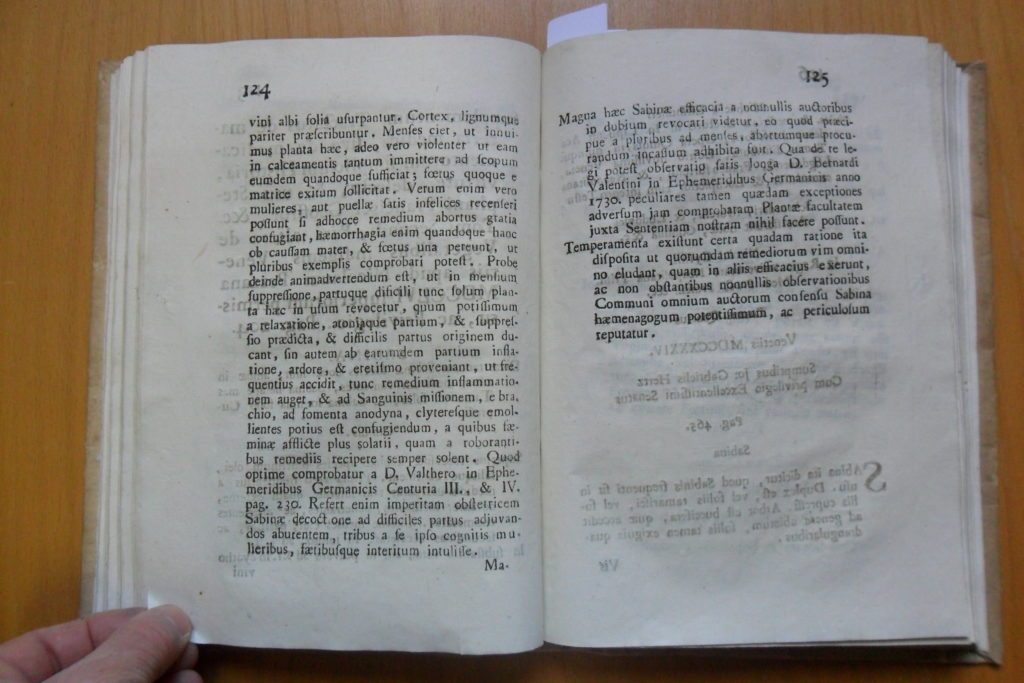 124
vini albi folia uſurpantur. Cortex, lignumque
pariter præſcribuntur. Menſes ciet, ut innui-
mus planta hæc, adeo vero violenter ut eam
in calceamentis tantum immittere ad ſcopum
eumdem quandoque ſufficiat; fœtus quoque e
matrice exitum ſollicitat. Verum enim vero
mulieres, aut puellæ ſatis infelices recenſeri
poſſunt ſi adhocce remedium abortus gratia
confugiant, hæmorrhagia enim quandoque hanc
ob cauſſam mater, & fœtus una pereunt, ut
pluribus exemplis comprobari poteſt. Probe
deinde animadvertendum eſt, ut in menſium
ſuppreſſione, partuque dificili tunc ſolum plan-
ta hæc in uſum revocetur, quum potiſſimum
a relaxatione, atoniaque partium, & ſuppreſ-
ſio prædicta, & difficilis partus originem du-
cant, ſin autem ab earumdem partium infla-
tione, ardore, & eretiſmo proveniant, ut fre-
quentius accidit, tunc remedium inflammatio-
nem auget, & ad Sanguinis miſſionem, e bra-
chio, ad fomenta anodyna, clytereſque emol-
lientes potius eſt confugiendum, a quibus fæ-
minæ afflicte plus solatii, quam a roboranti-
bus remediis recipere semper solent. Quod
optime comprobatur a D. Valthero in Ephe-
meridibus Germanicis Centuria III., & IV.
pag. 230. Refert enim imperitam obſtetricem
Sabinæ decoct one ad difficiles partus adjuvan-
dos abutentem, tribus a ſe ipſo cognitis mu-
lieribus, fætibuſque interitum intuliſſe.
Ma-
125
Magna hæc Sabinæ efficacia a nonnullis auctoribus
in dubium revocari videtur, eo quod præci-
pue a pluribus ad menſes, abortumque procu-
randum incaſſum adhibita fuit. Qua de re le-
gi poteſt obſervatio ſatis longa D. Bernardi
Valentini in Ephemeridibus Germanicis anno
1730. peculiares tamen quædam exceptiones
adverſum jam comprobatam Plantæ facultatem
juxta Sententiam noſtram nihil facere poſſunt.
Temperamenta exiſtunt certa quadam ratione ita
diſpoſita ut quorumdam remediorum vim omni-
no eludant, quam in aliis efficacius exerunt,
ac non obſtantibus nonnullis obſervationibus
Communi omnium auctorum conſenſu Sabina
hæmenagogum potentiſſimum, ac periculoſum
reputatur.